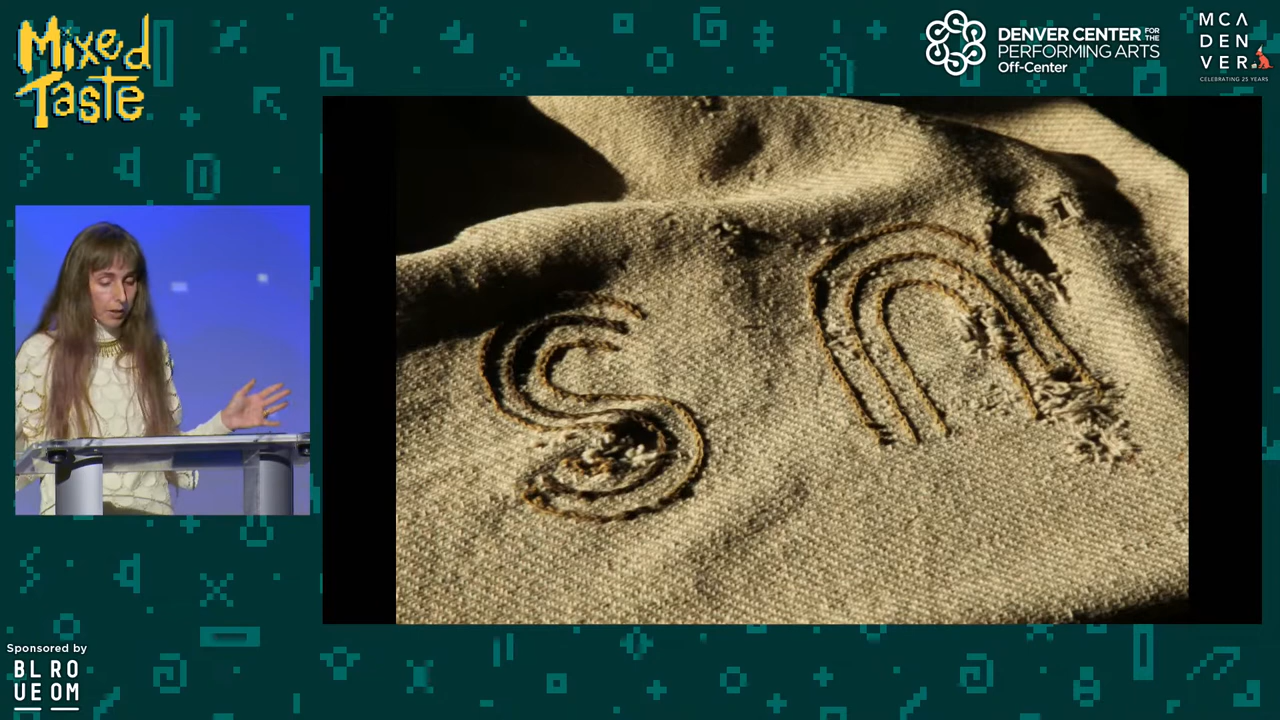 Mixed
Taste
DENVER CENTER FOR THE
PERFORMING ARTS
Off-Center
MCA
DEN
VER
CELEBRATING 25 YEARS
Sponsored by
BL RO
UE OM